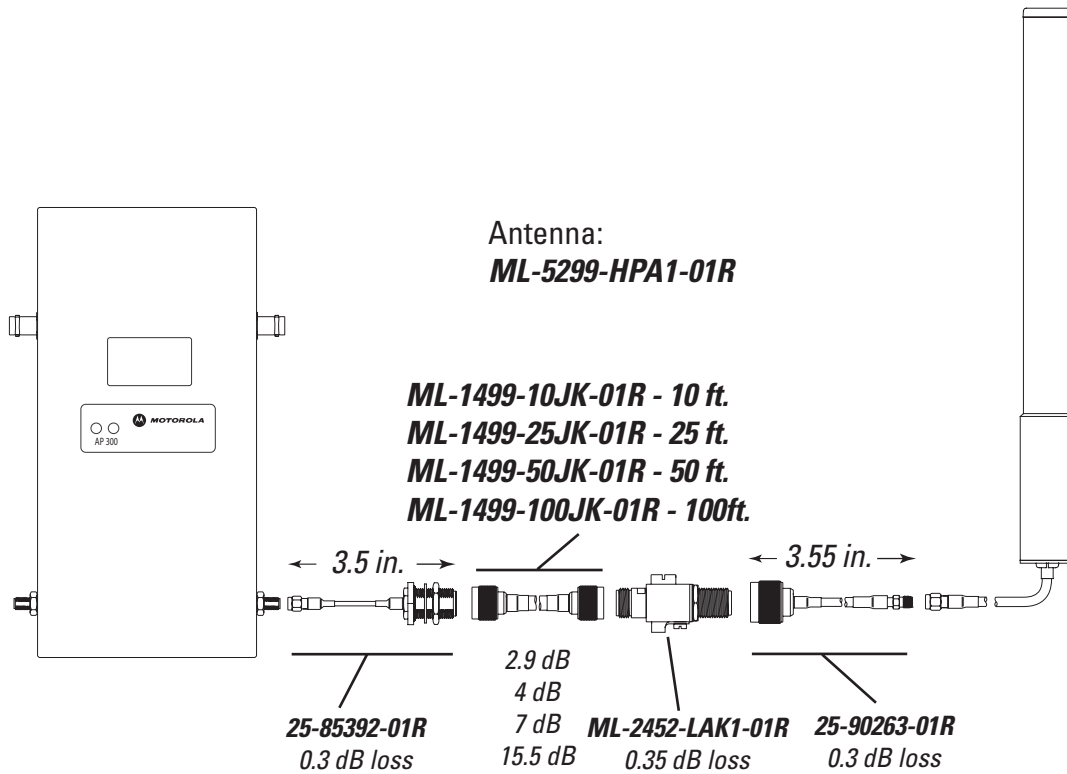 Antenna:
ML-5299-HPA1-01R
MOTOROLA
AP 300
ML-1499-10JK-01R - 10 ft.
ML-1499-25JK-01R - 25 ft.
ML-1499-50JK-01R - 50 ft.
ML-1499-100JK-01R - 100ft.
3.5 in.
3.55 in.
25-85392-01R
0.3 dB loss
2.9 dB
4 dB
7 dB
15.5 dB
ML-2452-LAK1-01R
0.35 dB loss
25-90263-01R
0.3 dB loss